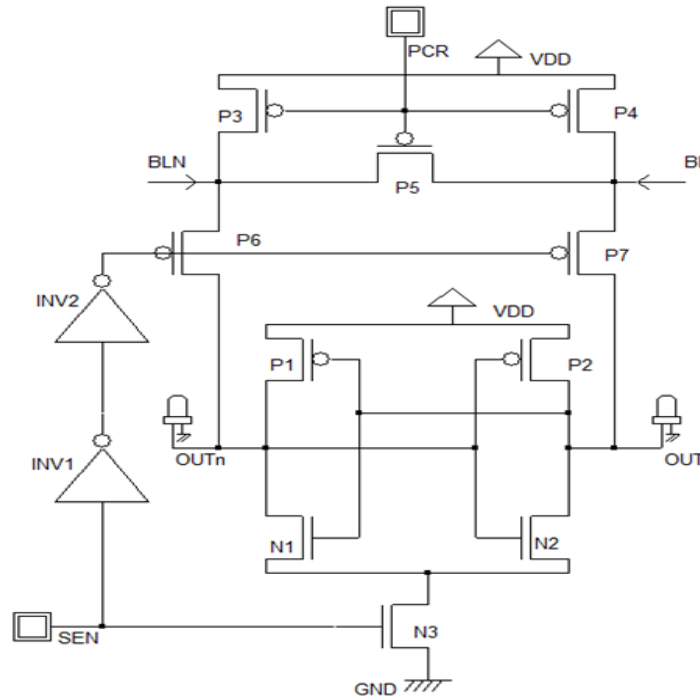 PCR
VDD
P3
P4
BLN
P5
P6
P7
INV2
VDD
P1
P2
OUTn
OUT
INV1
N1
N2
SEN
N3
GND